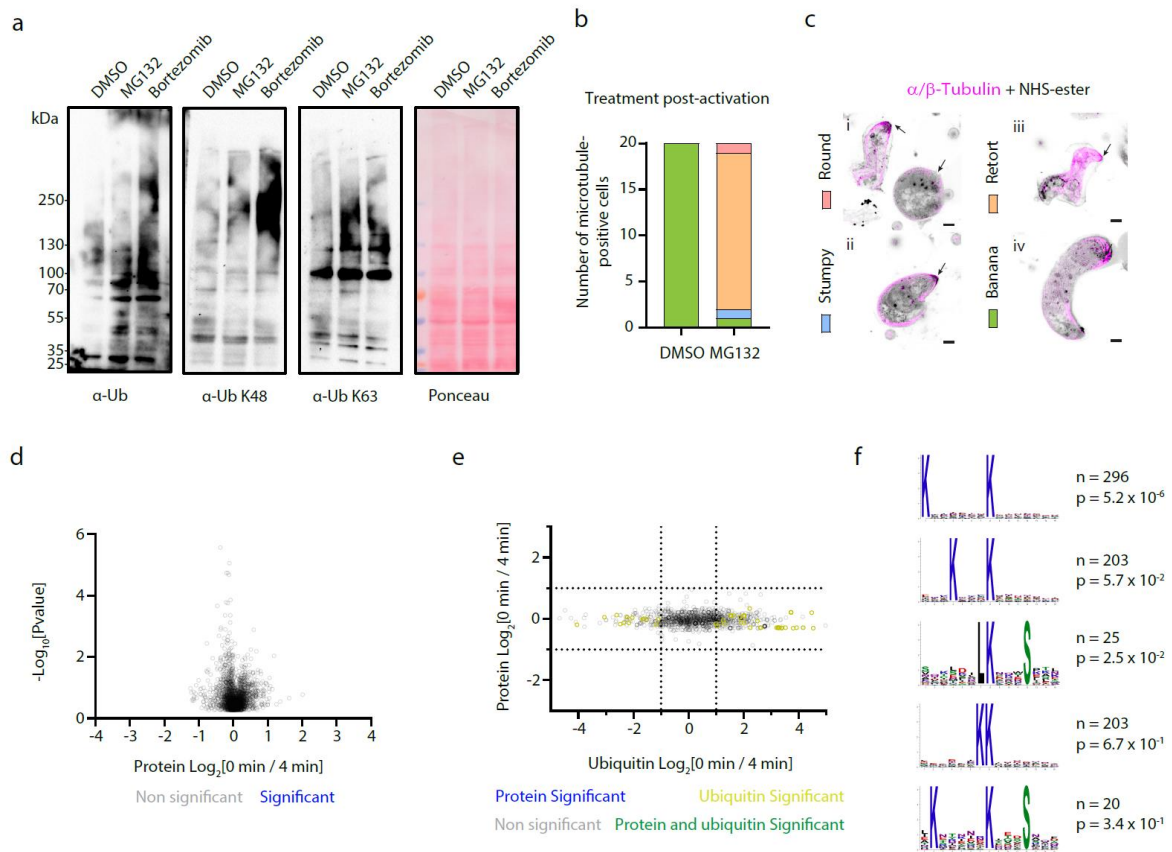 a
DMSO
MG132
Bortezomib
DMSO
MG132
Bortezomib
DMSO
MG132
Bortezomib
DMSO
MG132
Bortezomib
kDa
250
130
100
70
55
35
25
α-Ub
α-Ub K48
α-Ub K63
Ponceau
b
Treatment post-activation
Number of microtubule-
positive cells
20
15
10
5
0
DMSO MG132
Round
Stumpy
Retort
Banana
c
α/β-Tubulin + NHS-ester
i
ii
iii
iv
d
-Log10[Pvalue]
6
4
2
0
-4 -3 -2 -1 0 1 2 3 4
Protein Log2[0 min / 4 min]
Non significant Significant
e
Protein Log2[0 min / 4 min]
2
0
-2
-4 -2 0 2 4
Ubiquitin Log2[0 min / 4 min]
Protein Significant Ubiquitin Significant
Non significant Protein and ubiquitin Significant
f
K K
n = 296
p = 5.2 x 10-6
K K
n = 203
p = 5.7 x 10-2
L K S
n = 25
p = 2.5 x 10-2
K K
n = 203
p = 6.7 x 10-1
K K S
n = 20
p = 3.4 x 10-1